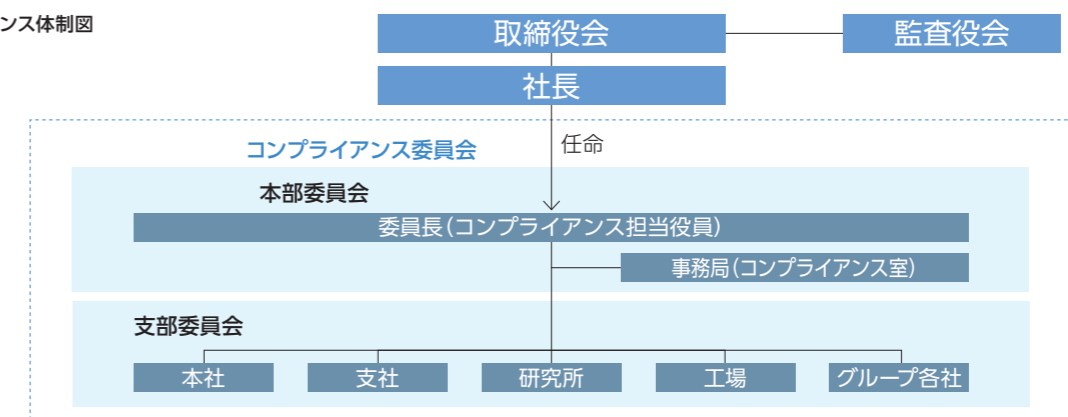 ンス体制図
取締役会
監査役会
社長
任命
コンプライアンス委員会
本部委員会
委員長(コンプライアンス担当役員)
事務局(コンプライアンス室)
支部委員会
本社
支社
研究所
工場
グループ各社